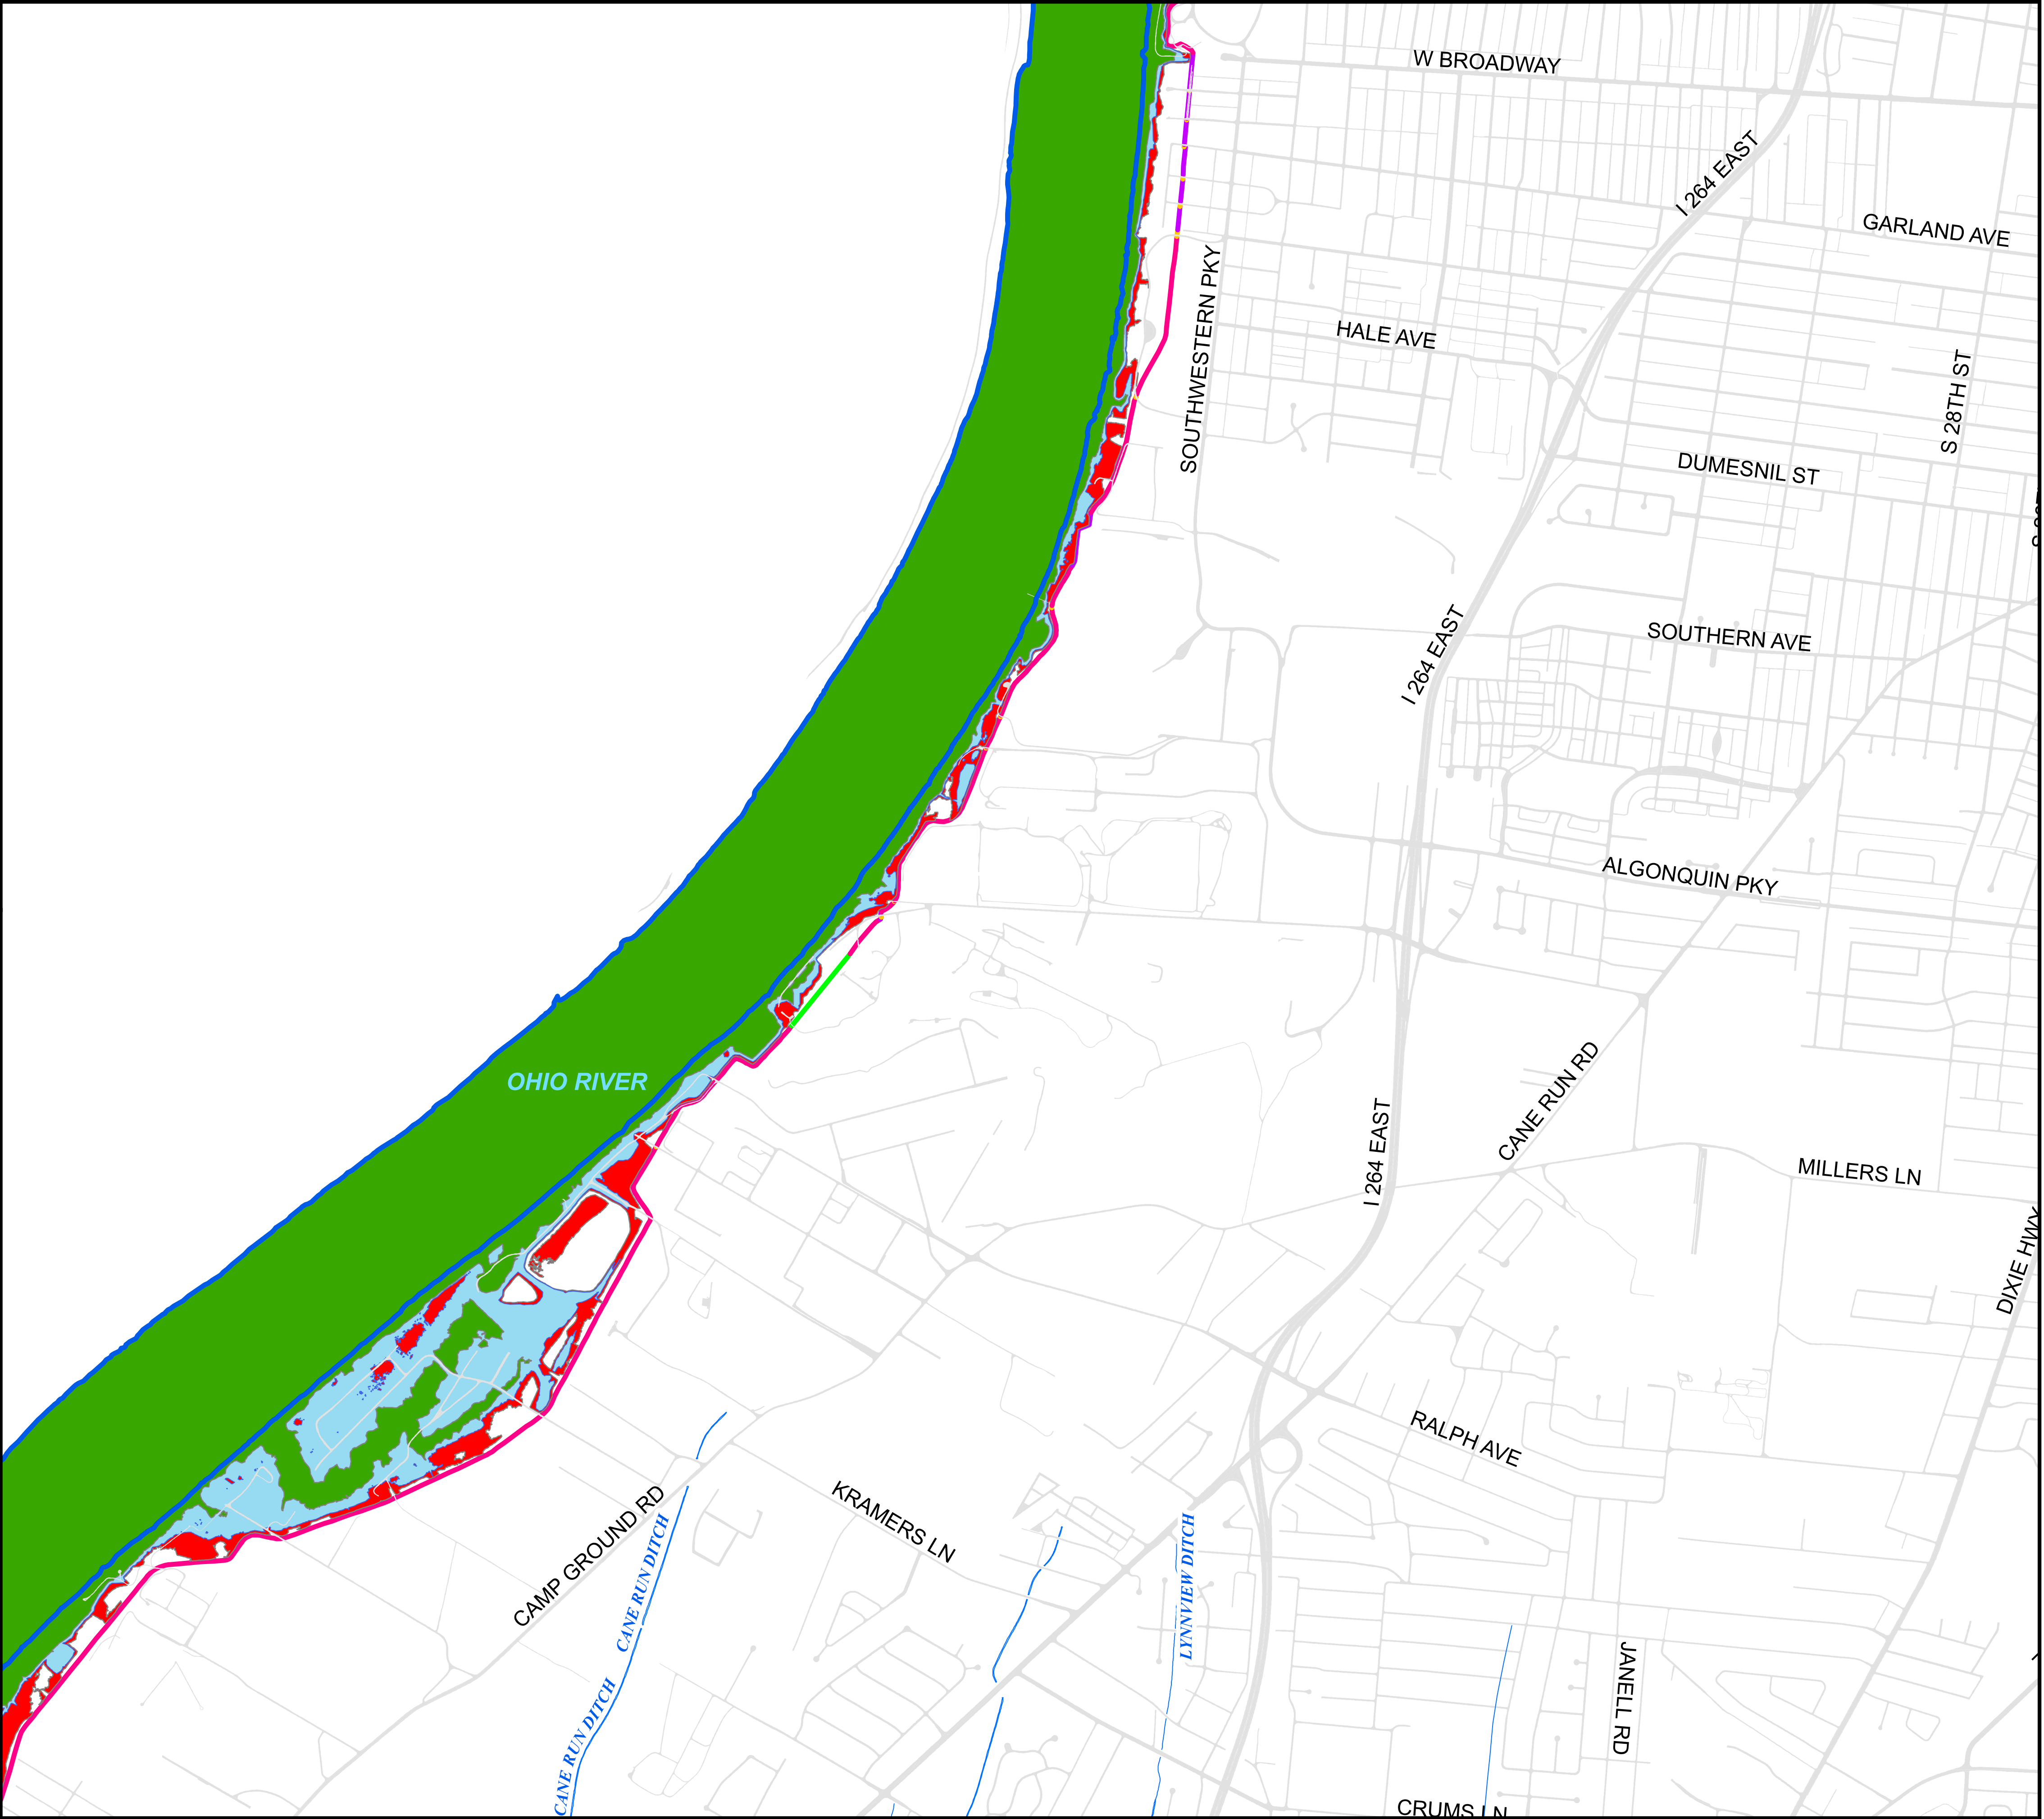 W BROADWAY
I 264 EAST
GARLAND AVE
SOUTHWESTERN PKY
HALE AVE
S 28TH ST
DUMESNIL ST
I 264 EAST
SOUTHERN AVE
ALGONQUIN PKY
OHIO RIVER
CANE RUN RD
I 264 EAST
MILLERS LN
DIXIE HWY
RALPH AVE
KRAMERS LN
CAMP GROUND RD
CANE RUN DITCH
LYNNVIEW DITCH
JANELL RD
CANE RUN DITCH
CRUMS LN